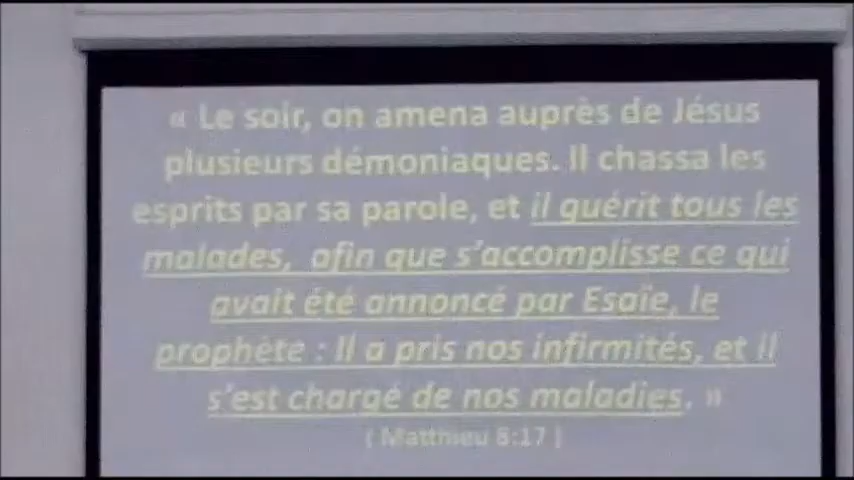 « Le soir, on amena auprès de Jésus
plusieurs démoniaques. Il chassa les
esprits par sa parole, et il guérit tous les
malades, afin que s'accomplisse ce qui
avait été annoncé par Esaïe, le
prophète : Il a pris nos infirmités, et il
s'est chargé de nos maladies. »
( Matthieu 8:17 )